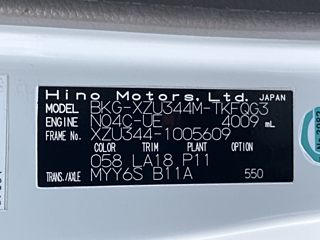 Hino Motors, Ltd. JAPAN
MODEL BKG-XZU344M-TKFQG3
ENGINE N04C-UE 4009 mL
FRAME XZU344-1005609
COLOR TRIM PLANT OPTION
058 LA18 P11
TRANS/AXLE MYY6S B11A 550